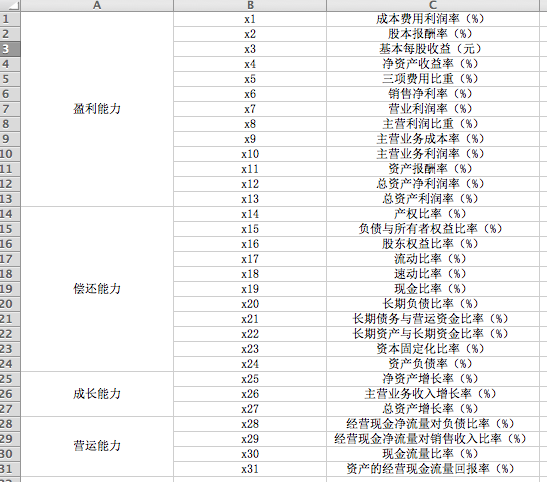 A B C
1 x1 成本费用利润率（%）
2 x2 股本报酬率（%）
3 x3 基本每股收益（元）
4 x4 净资产收益率（%）
5 x5 三项费用比重（%）
6 x6 销售净利率（%）
7 盈利能力 x7 营业利润率（%）
8 x8 主营利润比重（%）
9 x9 主营业务成本率（%）
10 x10 主营业务利润率（%）
11 x11 资产报酬率（%）
12 x12 总资产净利润率（%）
13 x13 总资产利润率（%）
14 x14 产权比率（%）
15 x15 负债与所有者权益比率（%）
16 x16 股东权益比率（%）
17 x17 流动比率（%）
18 x18 速动比率（%）
19 偿还能力 x19 现金比率（%）
20 x20 长期负债比率（%）
21 x21 长期债务与营运资金比率（%）
22 x22 长期资产与长期资金比率（%）
23 x23 资本固定化比率（%）
24 x24 资产负债率（%）
25 x25 净资产增长率（%）
26 成长能力 x26 主营业务收入增长率（%）
27 x27 总资产增长率（%）
28 x28 经营现金净流量对负债比率（%）
29 营运能力 x29 经营现金净流量对销售收入比率（%）
30 x30 现金流量比率（%）
31 x31 资产的经营现金流量回报率（%）